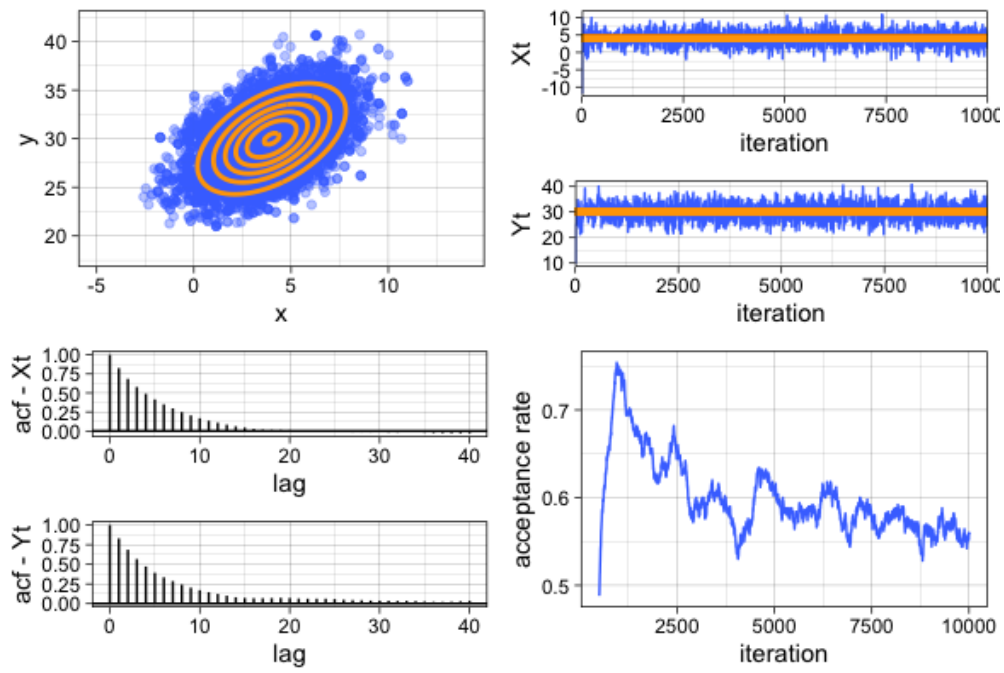 y
40
35
30
25
20
-5 0 5 10
x
Xt
10
5
0
-5
-10
0 2500 5000 7500 1000
iteration
Yt
40
30
20
10
0 2500 5000 7500 1000
iteration
acf - Xt
1.00
0.75
0.50
0.25
0.00
0 10 20 30 40
lag
acf - Yt
1.00
0.75
0.50
0.25
0.00
0 10 20 30 40
lag
acceptance rate
0.7
0.6
0.5
2500 5000 7500 10000
iteration